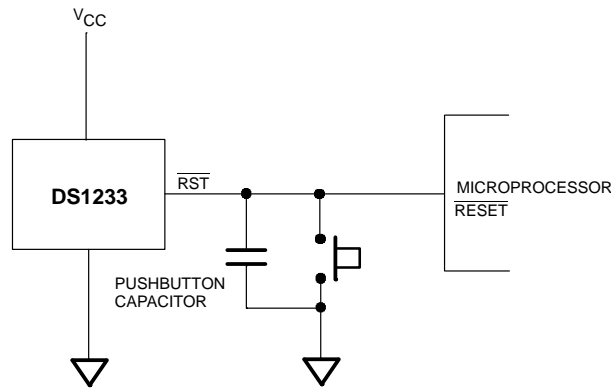 VCC
DS1233
RST
MICROPROCESSOR
RESET
PUSHBUTTON
CAPACITOR